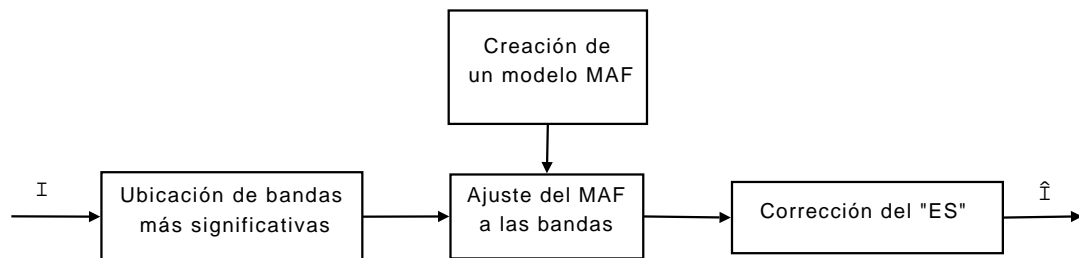 Creación de
un modelo MAF
I
Ubicación de bandas
más significativas
Ajuste del MAF
a las bandas
Corrección del "ES"
Î